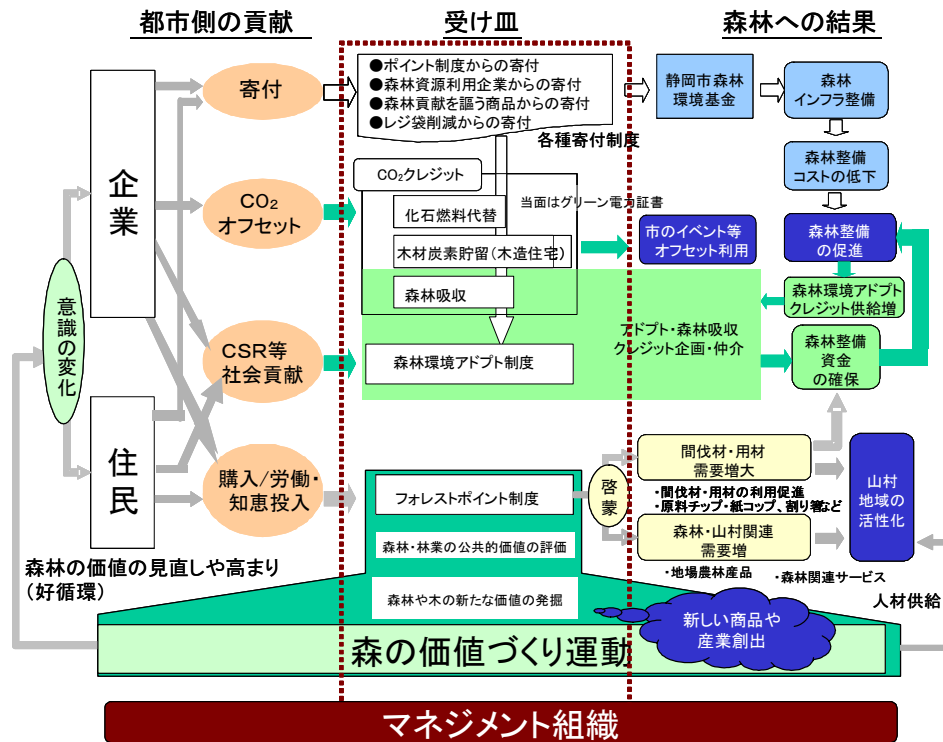 都市側の貢献
受け皿
森林への結果
企業
住民
意識の変化
寄付
CO₂
オフセット
CSR等
社会貢献
購入/労働・
知恵投入
●ポイント制度からの寄付
●森林資源利用企業からの寄付
●森林貢献を謳う商品からの寄付
●レジ袋削減からの寄付
各種寄付制度
CO₂クレジット
当面はグリーン電力証書
化石燃料代替
木材炭素貯留(木造住宅)
森林吸収
森林環境アドプト制度
アドプト・森林吸収
クレジット企画・仲介
静岡市森林
環境基金
森林
インフラ整備
森林整備
コストの低下
市のイベント等
オフセット利用
森林整備
の促進
森林環境アドプト
クレジット供給増
森林整備
資金
の確保
フォレストポイント制度
啓蒙
間伐材・用材
需要増大
・間伐材・用材の利用促進
・原料チップ・紙コップ、割り箸など
森林・山村関連
需要増
・地場農林産品
・森林関連サービス
山村
地域の
活性化
人材供給
森林・林業の公共的価値の評価
森林や木の新たな価値の発掘
新しい商品や
産業創出
森林の価値の見直しや高まり
(好循環)
森の価値づくり運動
マネジメント組織